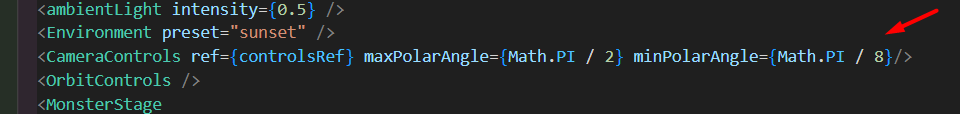 <ambientLight intensity={0.5} />
<Environment preset="sunset" />
<CameraControls ref={controlsRef} maxPolarAngle={Math.PI / 2} minPolarAngle={Math.PI / 8}/>
<OrbitControls />
<MonsterStage